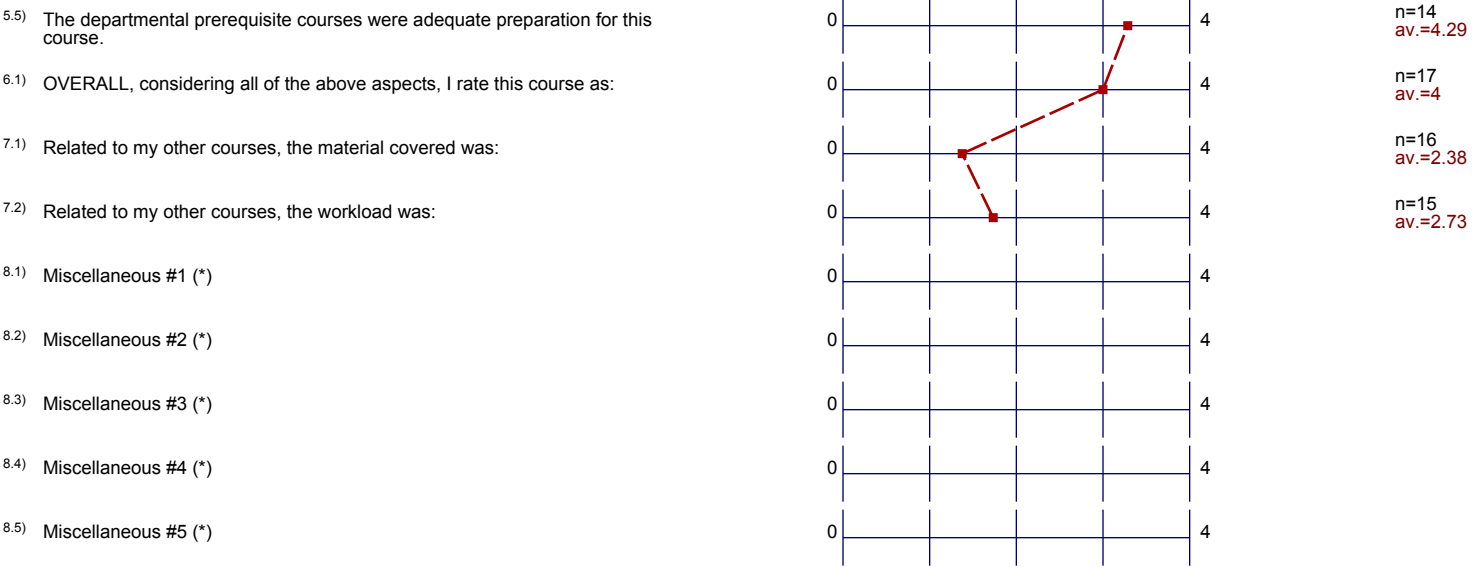 5.5) The departmental prerequisite courses were adequate preparation for this
course.
0 4
n=14
av.=4.29
6.1) OVERALL, considering all of the above aspects, I rate this course as:
0 4
n=17
av.=4
7.1) Related to my other courses, the material covered was:
0 4
n=16
av.=2.38
7.2) Related to my other courses, the workload was:
0 4
n=15
av.=2.73
8.1) Miscellaneous #1 (*)
0 4
8.2) Miscellaneous #2 (*)
0 4
8.3) Miscellaneous #3 (*)
0 4
8.4) Miscellaneous #4 (*)
0 4
8.5) Miscellaneous #5 (*)
0 4